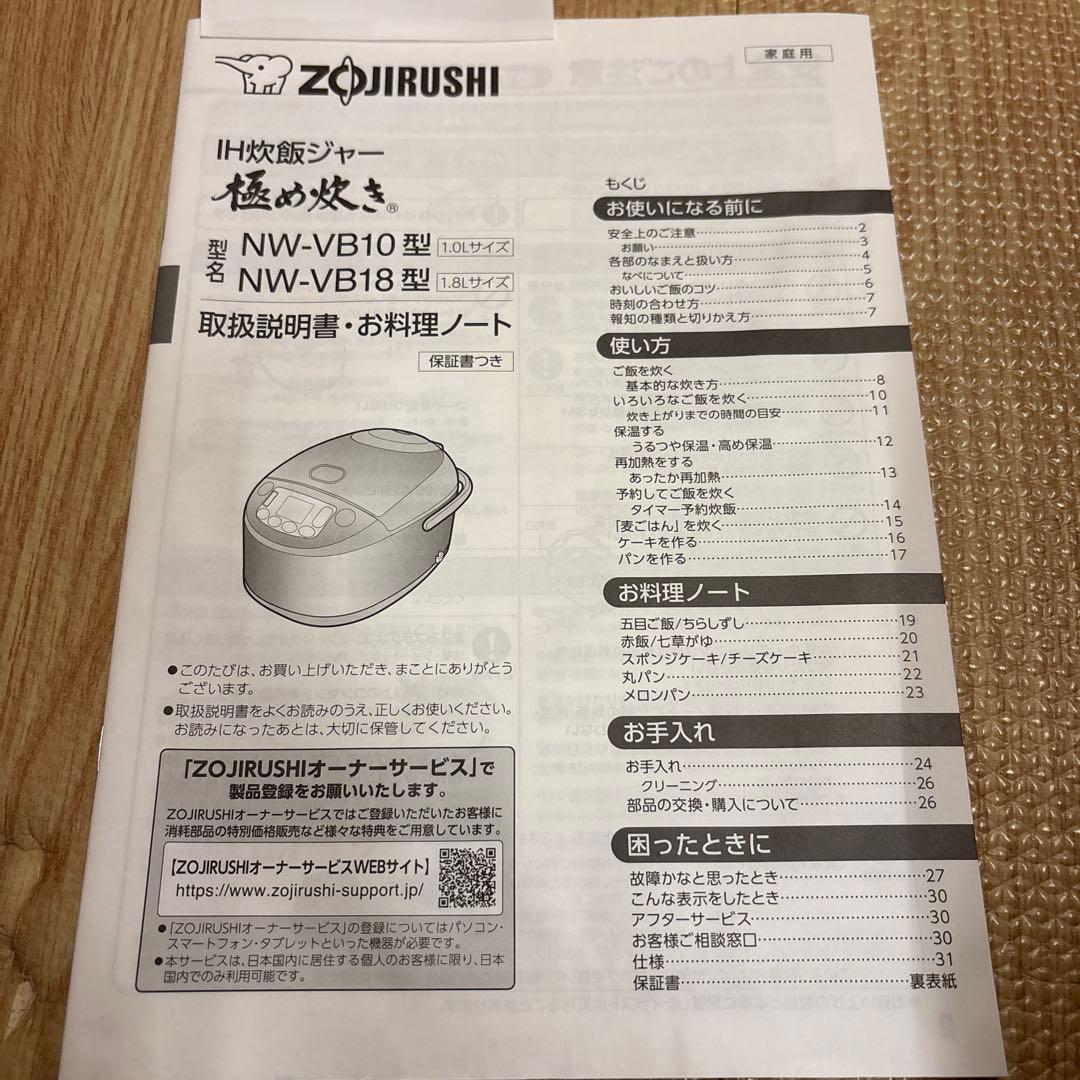 家庭用
ZOJIRUSHI
IH炊飯ジャー
極め炊き®
型名
NW-VB10型 1.0Lサイズ
NW-VB18型 1.8Lサイズ
取扱説明書・お料理ノート
保証書つき
●このたびは、お買い上げいただき、まことにありがとう
ございます。
●取扱説明書をよくお読みのうえ、正しくお使いください。
お読みになったあとは、大切に保管してください。
「ZOJIRUSHIオーナーサービス」で
製品登録をお願いいたします。
ZOJIRUSHIオーナーサービスではご登録いただいたお客様に
消耗部品の特別価格販売など様々な特典をご用意しています。
【ZOJIRUSHIオーナーサービスWEBサイト】
https://www.zojirushi-support.jp/
●「ZOJIRUSHIオーナーサービス」の登録についてはパソコン・
スマートフォン・タブレットといった機器が必要です。
●本サービスは、日本国内に居住する個人のお客様に限り、日本
国内でのみ利用可能です。
もくじ
お使いになる前に
安全上のご注意 2
お願い 3
各部のなまえと扱い方 4
なべについて 5
おいしいご飯のコツ 6
時刻の合わせ方 7
報知の種類と切りかえ方 7
使い方
ご飯を炊く
基本的な炊き方 8
いろいろなご飯を炊く 10
炊き上がりまでの時間の目安 11
保温する
うるつや保温・高め保温 12
再加熱をする
あったか再加熱 13
予約してご飯を炊く
タイマー予約炊飯 14
「麦ごはん」を炊く 15
ケーキを作る 16
パンを作る 17
お料理ノート
五目ご飯/ちらしずし 19
赤飯/七草がゆ 20
スポンジケーキ/チーズケーキ 21
丸パン 22
メロンパン 23
お手入れ
お手入れ 24
クリーニング 26
部品の交換・購入について 26
困ったときに
故障かなと思ったとき 27
こんな表示をしたとき 30
アフターサービス 30
お客様ご相談窓口 30
仕様 31
保証書 裏表紙